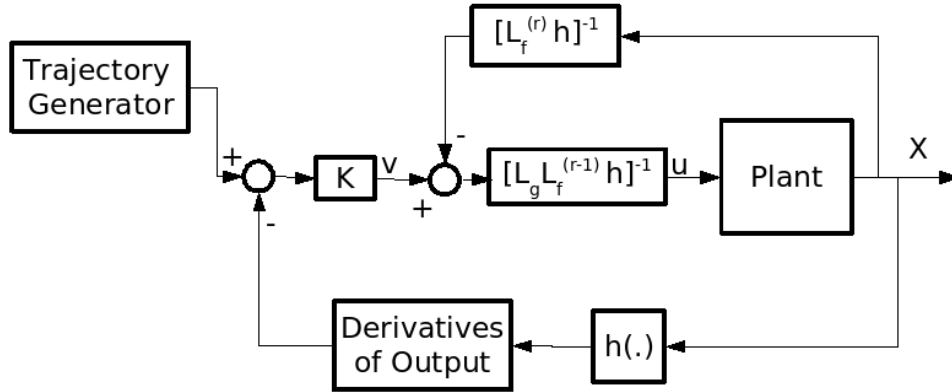 [L_f^(r) h]^-1
Trajectory
Generator
-
X
+
K
v
[L_g L_f^(r-1) h]^-1
u
Plant
+
-
Derivatives
of Output
h(.)